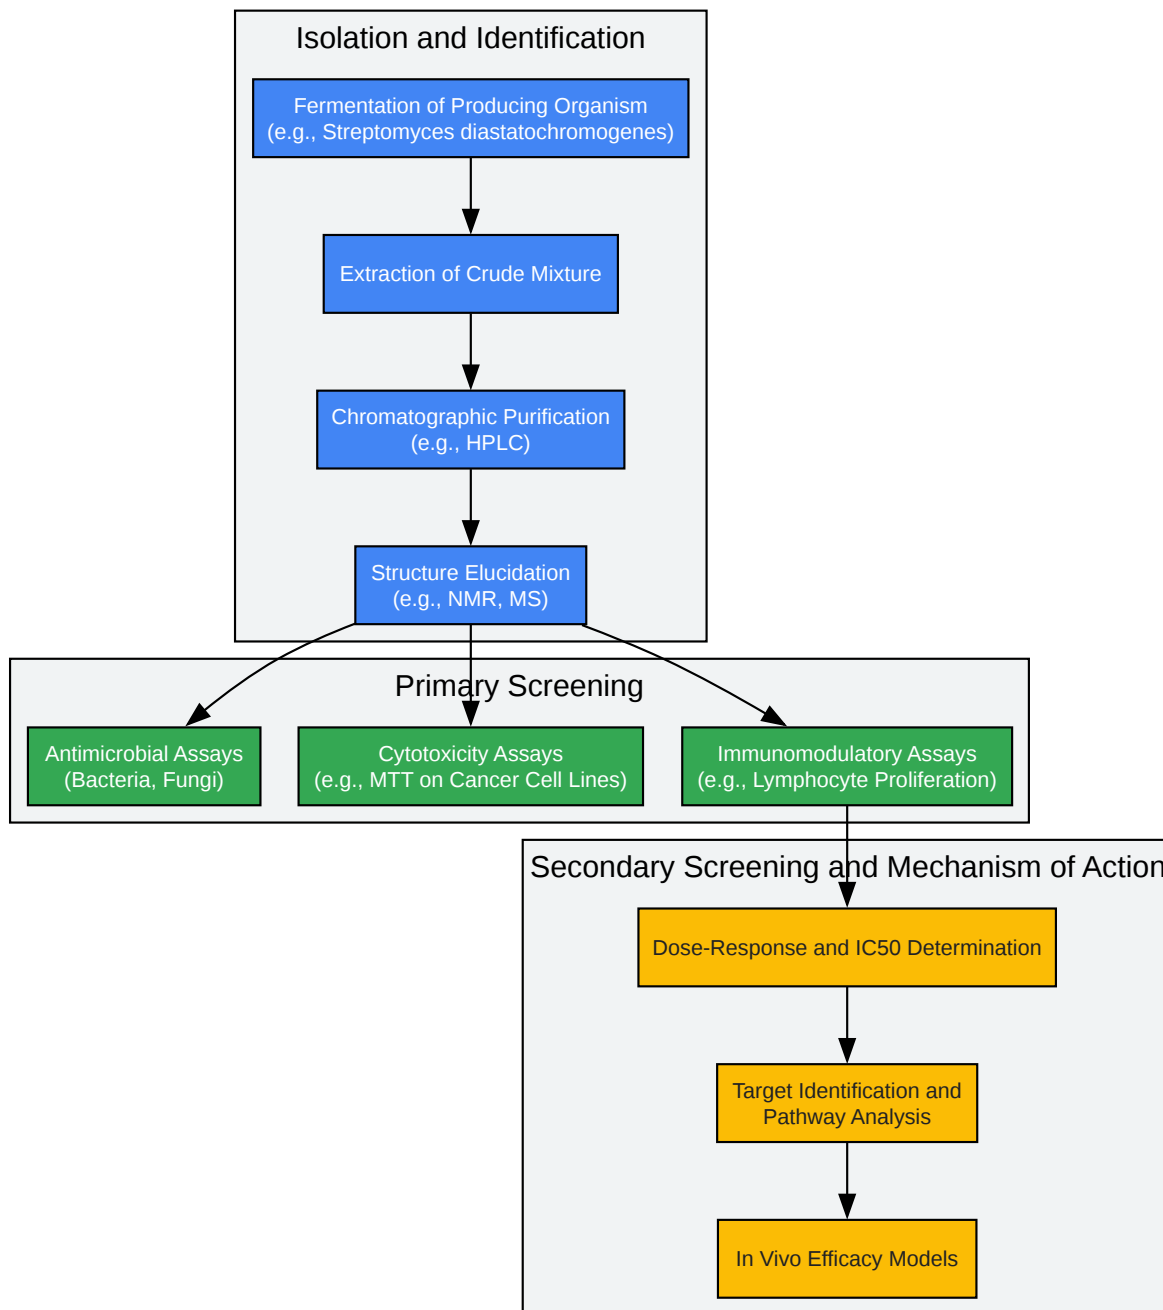 Isolation and Identification
Fermentation of Producing Organism
(e.g., Streptomyces diastatochromogenes)
Extraction of Crude Mixture
Chromatographic Purification
(e.g., HPLC)
Structure Elucidation
(e.g., NMR, MS)
Primary Screening
Antimicrobial Assays
(Bacteria, Fungi)
Cytotoxicity Assays
(e.g., MTT on Cancer Cell Lines)
Immunomodulatory Assays
(e.g., Lymphocyte Proliferation)
Secondary Screening and Mechanism of Action
Dose-Response and IC50 Determination
Target Identification and
Pathway Analysis
In Vivo Efficacy Models